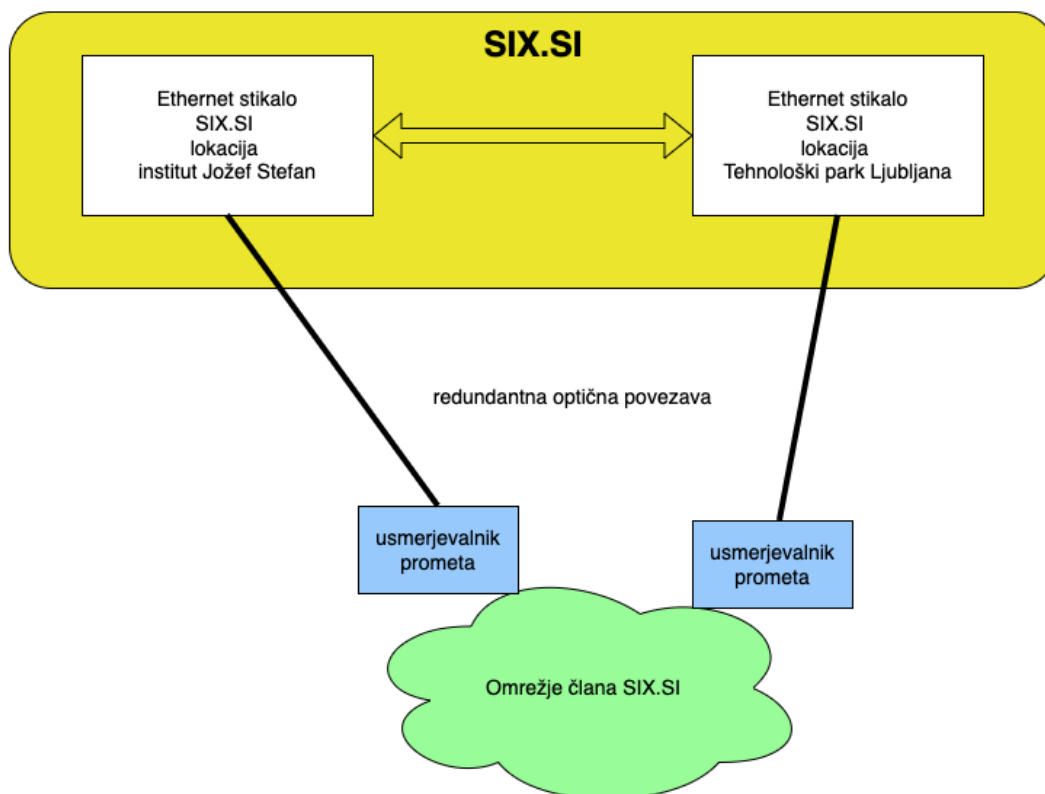 SIX.SI
Ethernet stikalo
SIX.SI
lokacija
institut Jožef Stefan
Ethernet stikalo
SIX.SI
lokacija
Tehnološki park Ljubljana
redundantna optična povezava
usmerjevalnik
prometa
usmerjevalnik
prometa
Omrežje člana SIX.SI